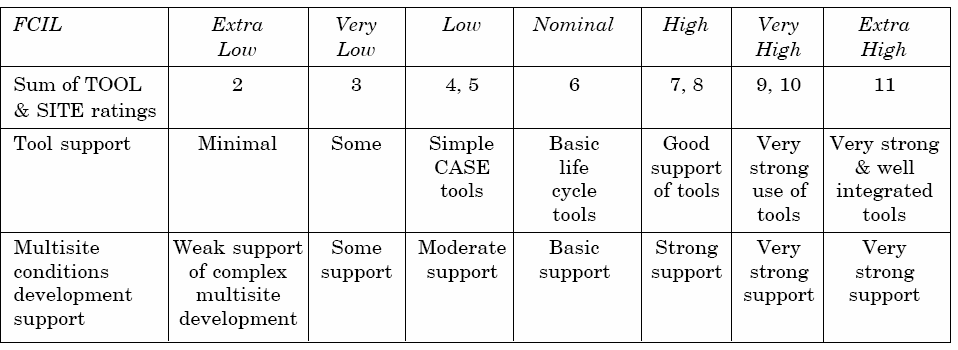 FCIL Extra Low Very Low Low Nominal High Very High Extra High
Sum of TOOL & SITE ratings 2 3 4, 5 6 7, 8 9, 10 11
Tool support Minimal Some Simple CASE tools Basic life cycle tools Good support of tools Very strong use of tools Very strong & well integrated tools
Multisite conditions development support Weak support of complex multisite development Some support Moderate support Basic support Strong support Very strong support Very strong support